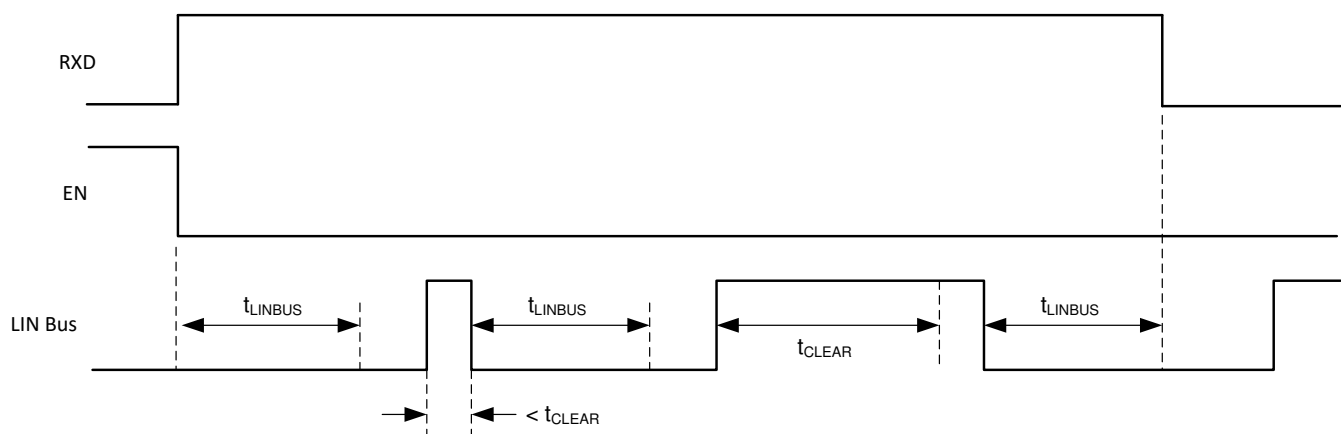 RXD
EN
LIN Bus
tLINBUS
tLINBUS
tCLEAR
tLINBUS
< tCLEAR